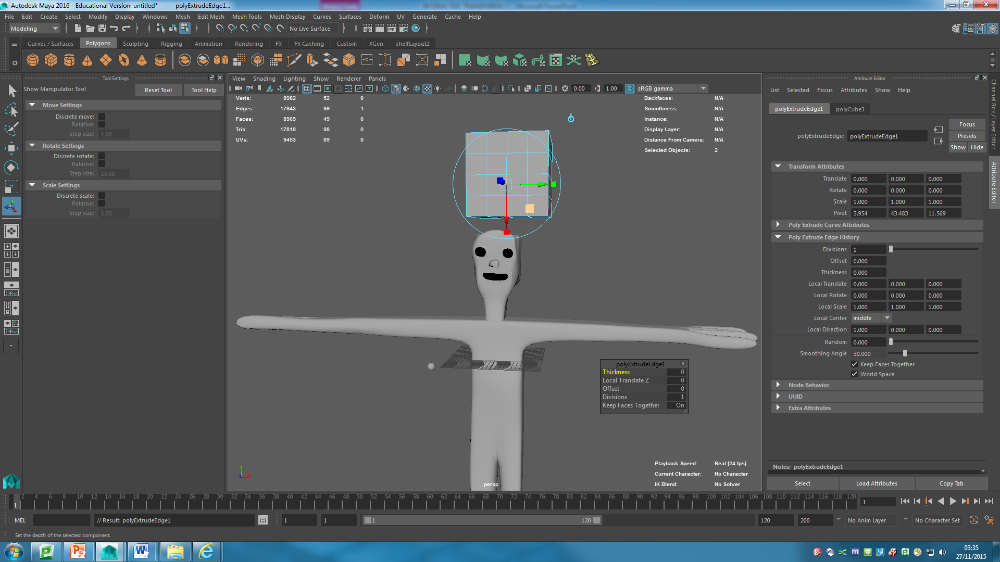 Autodesk Maya 2016 - Educational Version: untitled* --- polyExtrudeEdge1...
File Edit Create Select Modify Display Windows Mesh Edit Mesh Mesh Tools Mesh Display Curves Surfaces Deform UV Generate Cache Help
Modeling No Live Surface
Curves / Surfaces Polygons Sculpting Rigging Animation Rendering FX FX Caching Custom XGen shelfLayout2
Tool Settings
Show Manipulator Tool Reset Tool Tool Help
Move Settings
Discrete move:
Relative:
Step size: 1.00
Rotate Settings
Discrete rotate:
Relative:
Step size: 15.00
Scale Settings
Discrete scale:
Relative:
Step size: 1.00
View Shading Lighting Show Renderer Panels
0.00 1.00 sRGB gamma
Verts: 8982 52 0
Edges: 17943 99 1
Faces: 8969 49 0
Tris: 17818 98 0
UVs: 9453 69 0
Backfaces: N/A
Smoothness: N/A
Instance: N/A
Display Layer: N/A
Distance From Camera: N/A
Selected Objects: 2
polyExtrudeEdge1
Thickness 0
Local Translate Z 0
Offset 0
Divisions 1
Keep Faces Together On
Playback Speed: Real [24 fps]
Current Character: No Character
IK Blend: No Solver
persp
y
x
z
Attribute Editor
List Selected Focus Attributes Show Help
polyExtrudeEdge1 polyCube3
polyExtrudeEdge: polyExtrudeEdge1
Focus
Presets
Show Hide
Transform Attributes
Translate 0.000 0.000 0.000
Rotate 0.000 0.000 0.000
Scale 1.000 1.000 1.000
Pivot 3.954 43.483 11.569
Poly Extrude Curve Attributes
Poly Extrude Edge History
Divisions 1
Offset 0.000
Thickness 0.000
Local Translate 0.000 0.000 0.000
Local Rotate 0.000 0.000 0.000
Local Scale 1.000 1.000 1.000
Local Center middle
Local Direction 1.000 0.000 0.000
Random 0.000
Smoothing Angle 30.000
Keep Faces Together
World Space
Node Behavior
UUID
Extra Attributes
Notes: polyExtrudeEdge1
Select Load Attributes Copy Tab
Channel Box / Layer Editor
Attribute Editor
2 4 6 8 10 12 14 16 18 20 22 24 26 28 30 32 34 36 38 40 42 44 46 48 50 52 54 56 58 60 62 64 66 68 70 72 74 76 78 80 82 84 86 88 90 92 94 96 98 100 102 104 106 108 110 112 114 116 118 120
1 1
MEL // Result: polyExtrudeEdge1 1 1 1 120 120 200 No Anim Layer No Character Set
Set the depth of the selected component.
03:35
27/11/2015